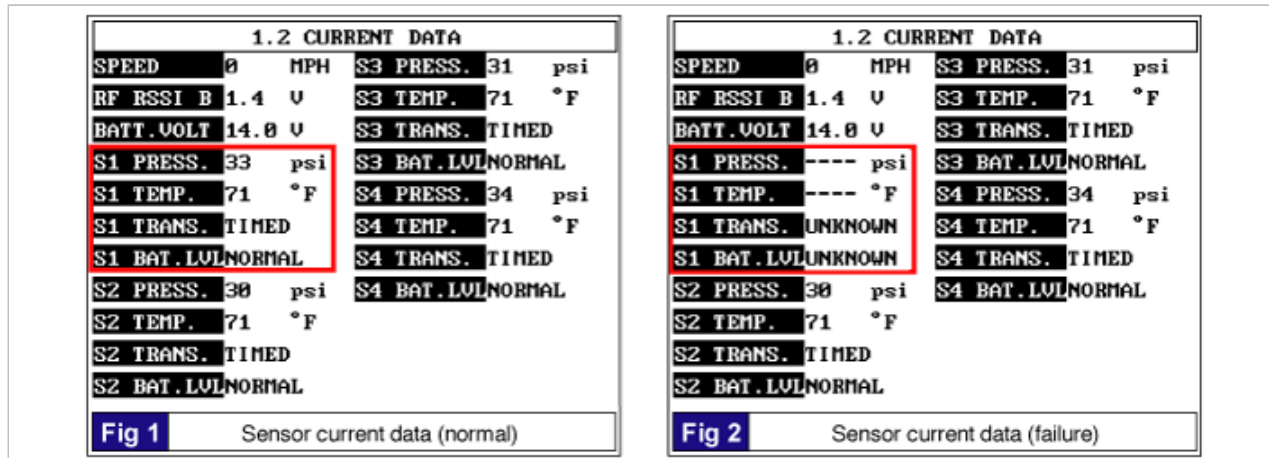 1.2 CURRENT DATA
SPEED 0 MPH S3 PRESS. 31 psi
RF RSSI B 1.4 V S3 TEMP. 71 °F
BATT.VOLT 14.0 V S3 TRANS. TIMED
S1 PRESS. 33 psi S3 BAT.LVL NORMAL
S1 TEMP. 71 °F S4 PRESS. 34 psi
S1 TRANS. TIMED S4 TEMP. 71 °F
S1 BAT.LVL NORMAL S4 TRANS. TIMED
S2 PRESS. 30 psi S4 BAT.LVL NORMAL
S2 TEMP. 71 °F
S2 TRANS. TIMED
S2 BAT.LVL NORMAL
Fig 1 Sensor current data (normal)
1.2 CURRENT DATA
SPEED 0 MPH S3 PRESS. 31 psi
RF RSSI B 1.4 V S3 TEMP. 71 °F
BATT.VOLT 14.0 V S3 TRANS. TIMED
S1 PRESS. ---- psi S3 BAT.LVL NORMAL
S1 TEMP. ---- °F S4 PRESS. 34 psi
S1 TRANS. UNKNOWN S4 TEMP. 71 °F
S1 BAT.LVL UNKNOWN S4 TRANS. TIMED
S2 PRESS. 30 psi S4 BAT.LVL NORMAL
S2 TEMP. 71 °F
S2 TRANS. TIMED
S2 BAT.LVL NORMAL
Fig 2 Sensor current data (failure)